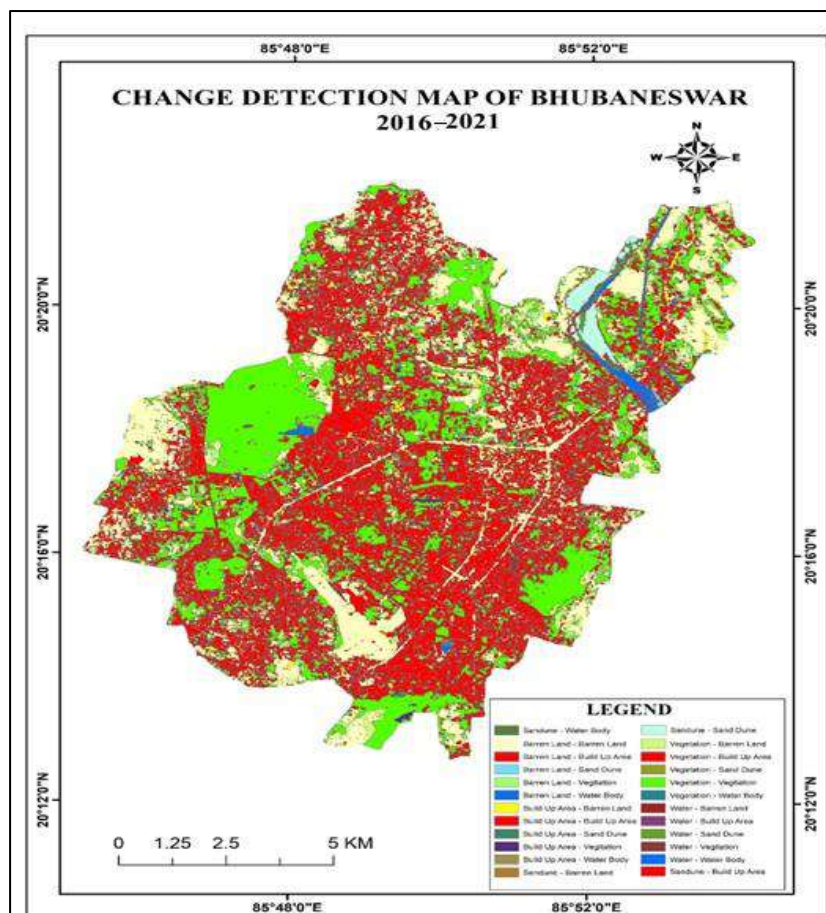 85°48'0"E 85°52'0"E
CHANGE DETECTION MAP OF BHUBANESWAR
2016–2021
N
W E
S
20°20'0"N 20°20'0"N
20°16'0"N 20°16'0"N
20°12'0"N 20°12'0"N
LEGEND
Sandune - Water Body
Barren Land - Barren Land
Barren Land - Build Up Area
Barren Land - Sand Dune
Barren Land - Vegitation
Barren Land - Water Body
Build Up Area - Barren Land
Build Up Area - Build Up Area
Build Up Area - Sand Dune
Build Up Area - Vegitation
Build Up Area - Water Body
Sandune - Barren Land
Sandune - Sand Dune
Vegetation - Barren Land
Vegetation - Build Up Area
Vegetation - Sand Dune
Vegetation - Vegitation
Vegetation - Water Body
Water - Barren Land
Water - Build Up Area
Water - Sand Dune
Water - Vegitation
Water - Water Body
Sandune - Build Up Area
0 1.25 2.5 5 KM
85°48'0"E 85°52'0"E